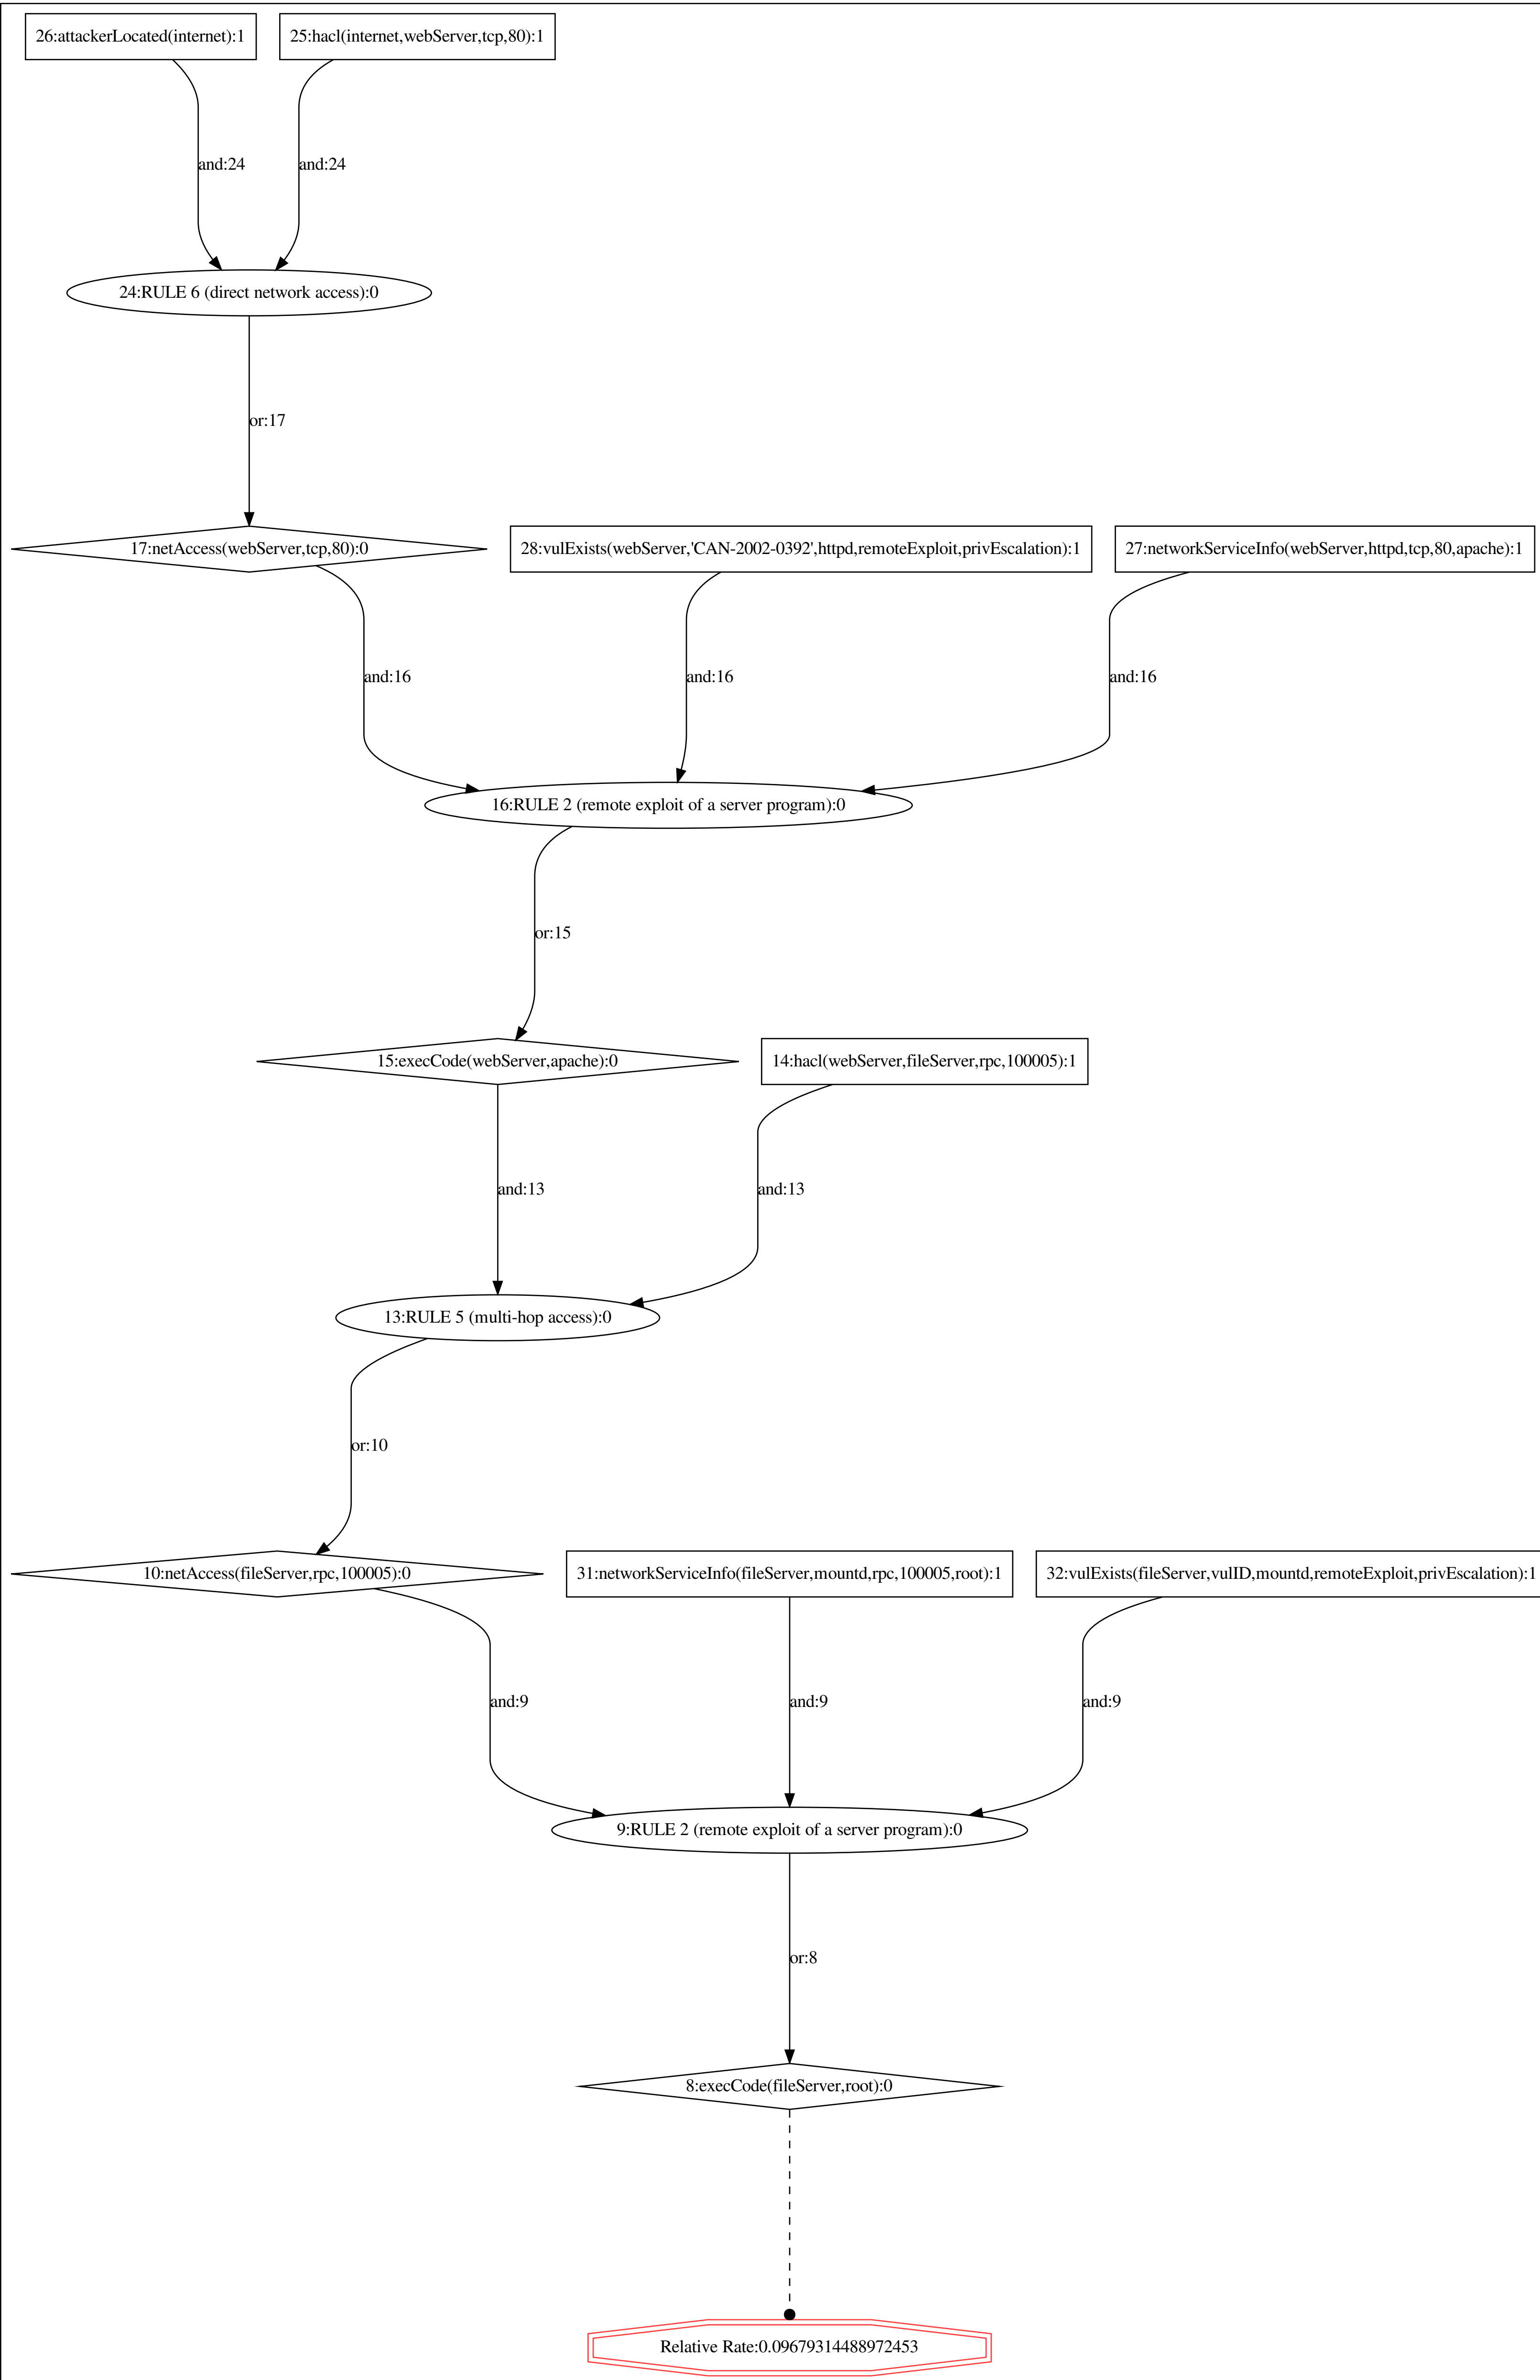 26:attackerLocated(internet):1
25:hacl(internet,webServer,tcp,80):1
and:24
and:24
24:RULE 6 (direct network access):0
or:17
17:netAccess(webServer,tcp,80):0
28:vulExists(webServer,'CAN-2002-0392',httpd,remoteExploit,privEscalation):1
27:networkServiceInfo(webServer,httpd,tcp,80,apache):1
and:16
and:16
and:16
16:RULE 2 (remote exploit of a server program):0
or:15
15:execCode(webServer,apache):0
14:hacl(webServer,fileServer,rpc,100005):1
and:13
and:13
13:RULE 5 (multi-hop access):0
or:10
10:netAccess(fileServer,rpc,100005):0
31:networkServiceInfo(fileServer,mountd,rpc,100005,root):1
32:vulExists(fileServer,vulID,mountd,remoteExploit,privEscalation):1
and:9
and:9
and:9
9:RULE 2 (remote exploit of a server program):0
or:8
8:execCode(fileServer,root):0
Relative Rate:0.09679314488972453